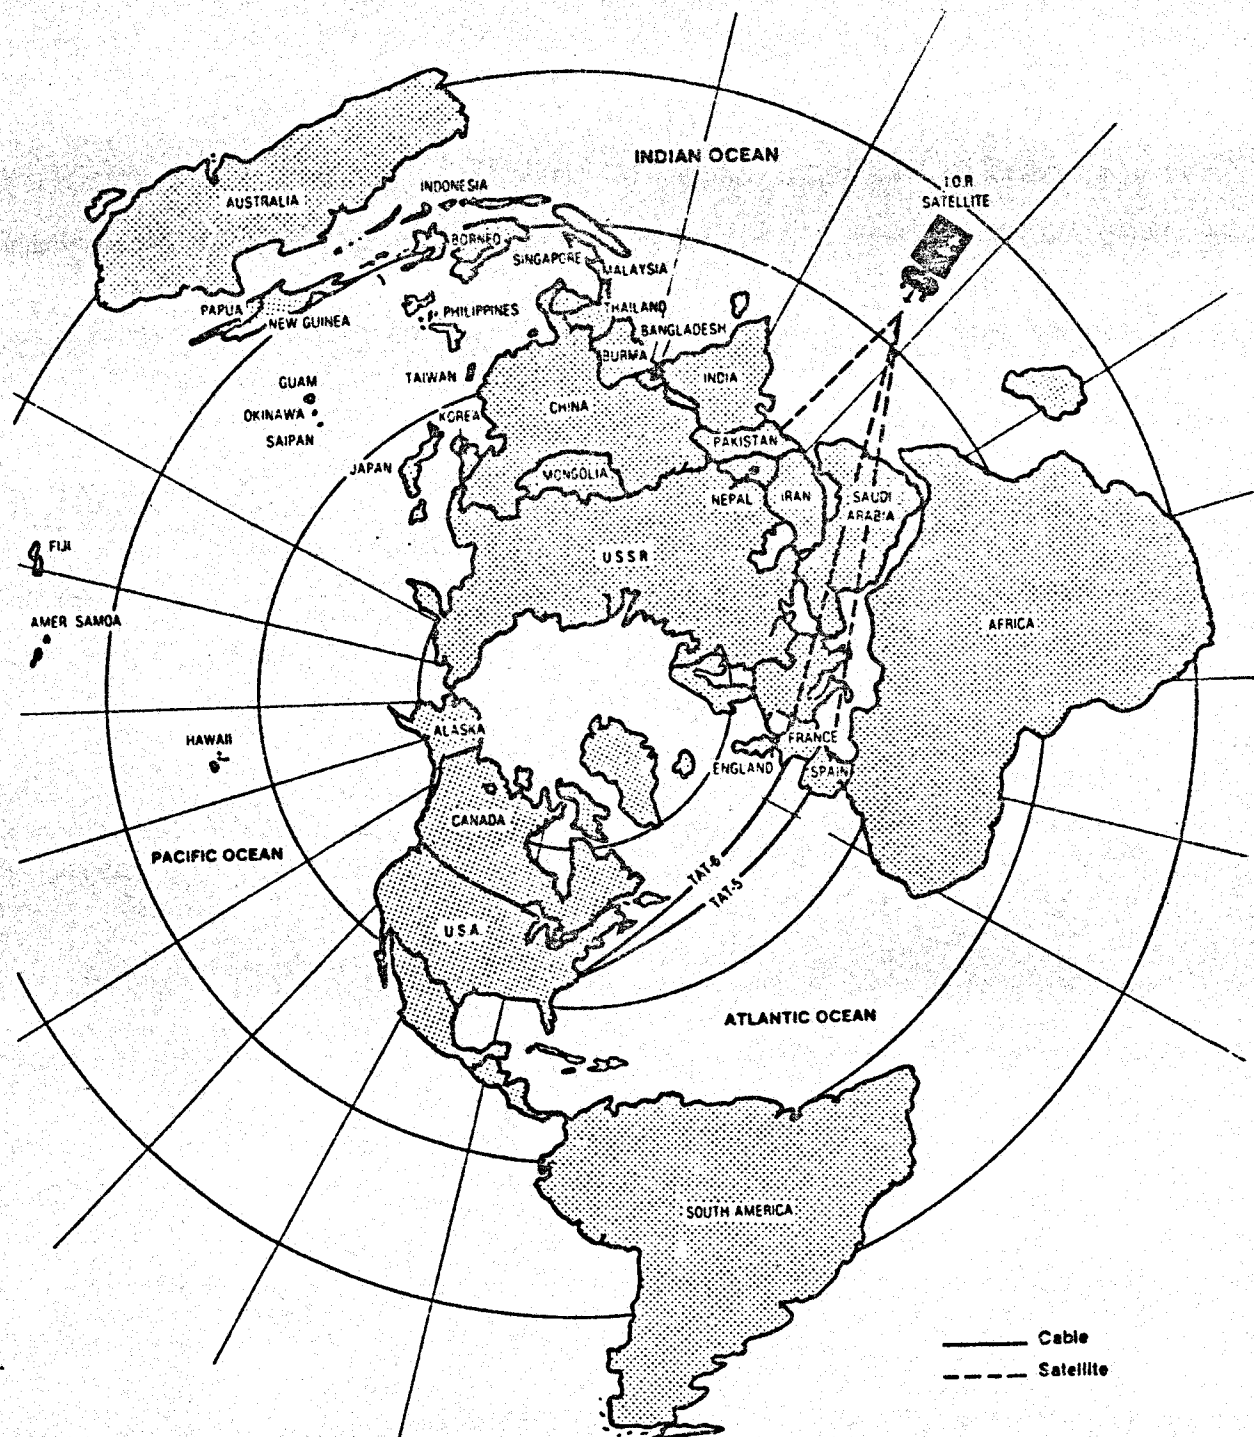 INDIAN OCEAN
I.O.R
SATELLITE
INDONESIA
AUSTRALIA
BORNEO
SINGAPORE
MALAYSIA
PAPUA
NEW GUINEA
PHILIPPINES
THAILAND
BANGLADESH
BURMA
INDIA
TAIWAN
GUAM
OKINAWA
SAIPAN
KOREA
CHINA
JAPAN
PAKISTAN
MONGOLIA
NEPAL
IRAN
SAUDI
ARABIA
USSR
FIJI
AMER SAMOA
AFRICA
HAWAII
ALASKA
FRANCE
ENGLAND
SPAIN
CANADA
PACIFIC OCEAN
TAT-6
TAT-5
USA
ATLANTIC OCEAN
SOUTH AMERICA
Cable
Satellite